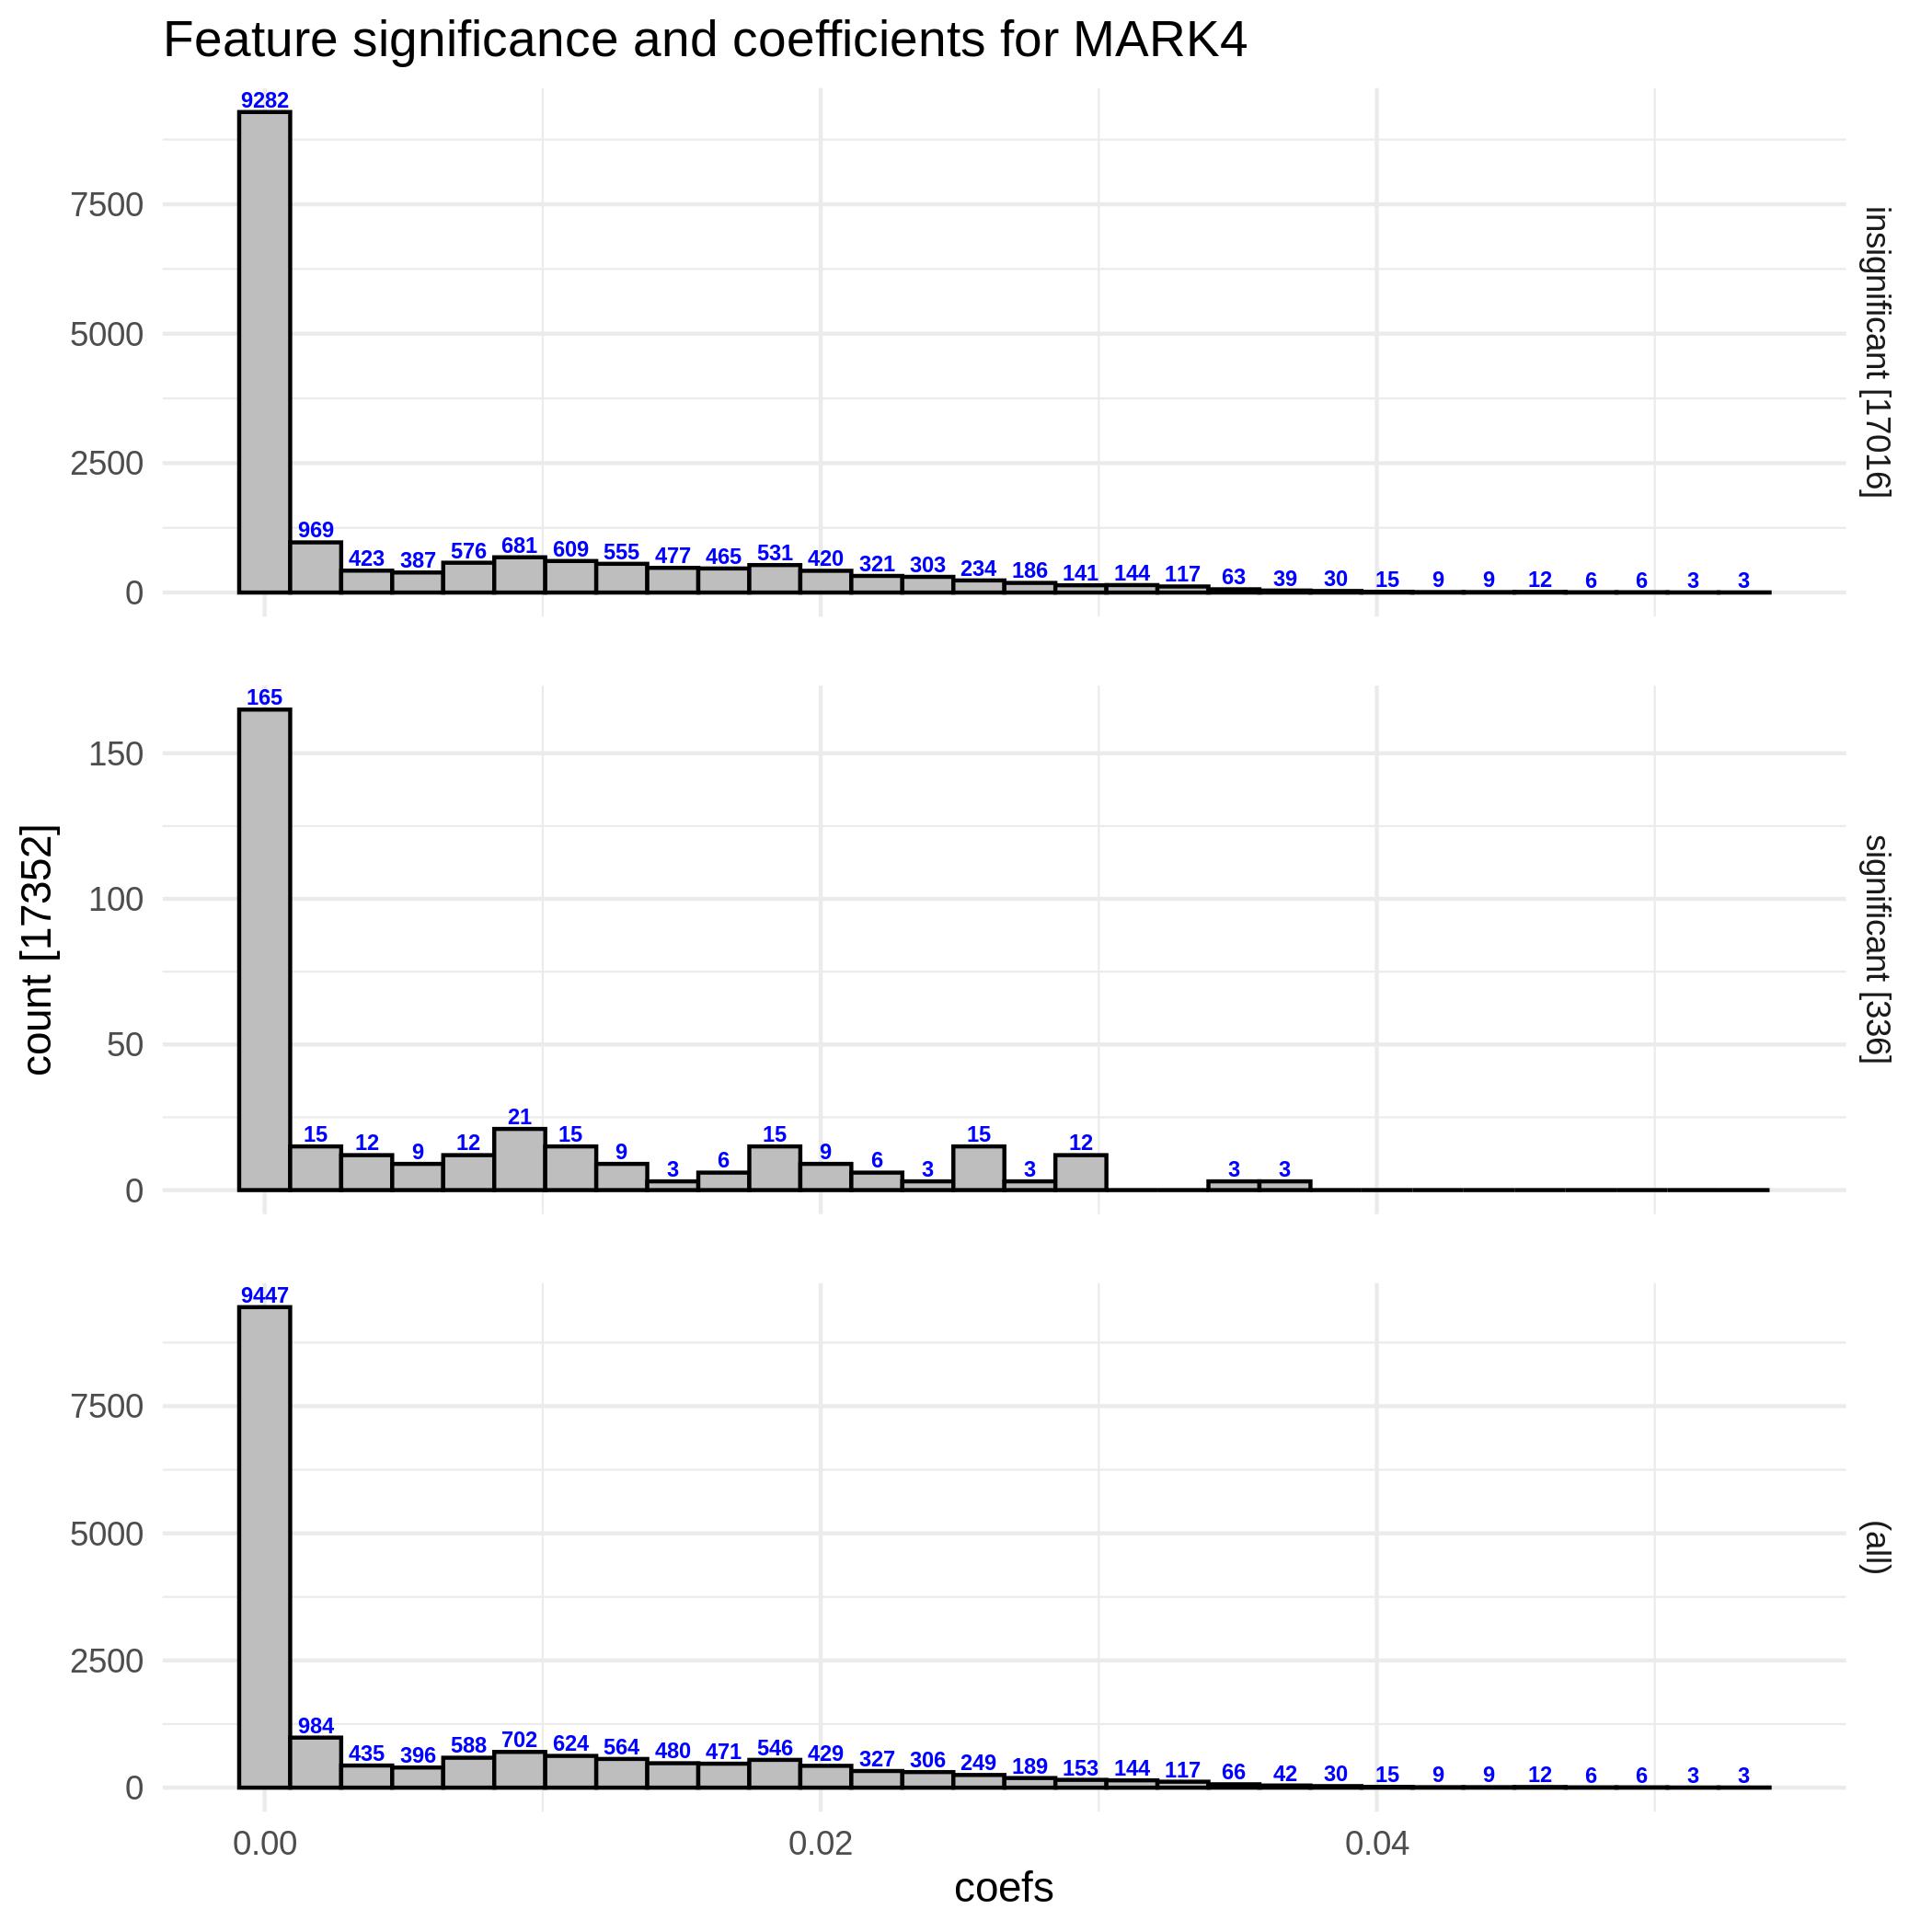 Feature significance and coefficients for MARK4
9282
7500
5000
2500
0
969 423 387 576 681 609 555 477 465 531 420 321 303 234 186 141 144 117 63 39 30 15 9 9 12 6 6 3 3
insignificant [17016]
165
150
100
50
0
15 12 9 12 21 15 9 3 6 15 9 6 3 15 3 12 3 3
significant [336]
count [17352]
9447
7500
5000
2500
0
984 435 396 588 702 624 564 480 471 546 429 327 306 249 189 153 144 117 66 42 30 15 9 9 12 6 6 3 3
(all)
0.00 0.02 0.04
coefs